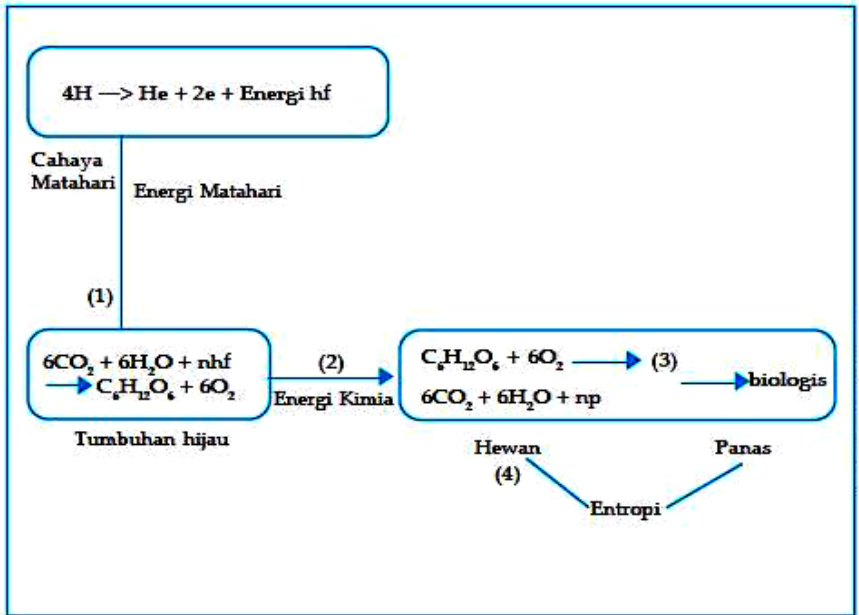 4H —> He + 2e + Energi hf
Cahaya
Matahari
Energi Matahari
(1)
6CO₂ + 6H₂O + nhf
C₆H₁₂O₆ + 6O₂
Tumbuhan hijau
(2)
Energi Kimia
C₆H₁₂O₆ + 6O₂ (3)
biologis
6CO₂ + 6H₂O + np
Hewan
(4)
Panas
Entropi